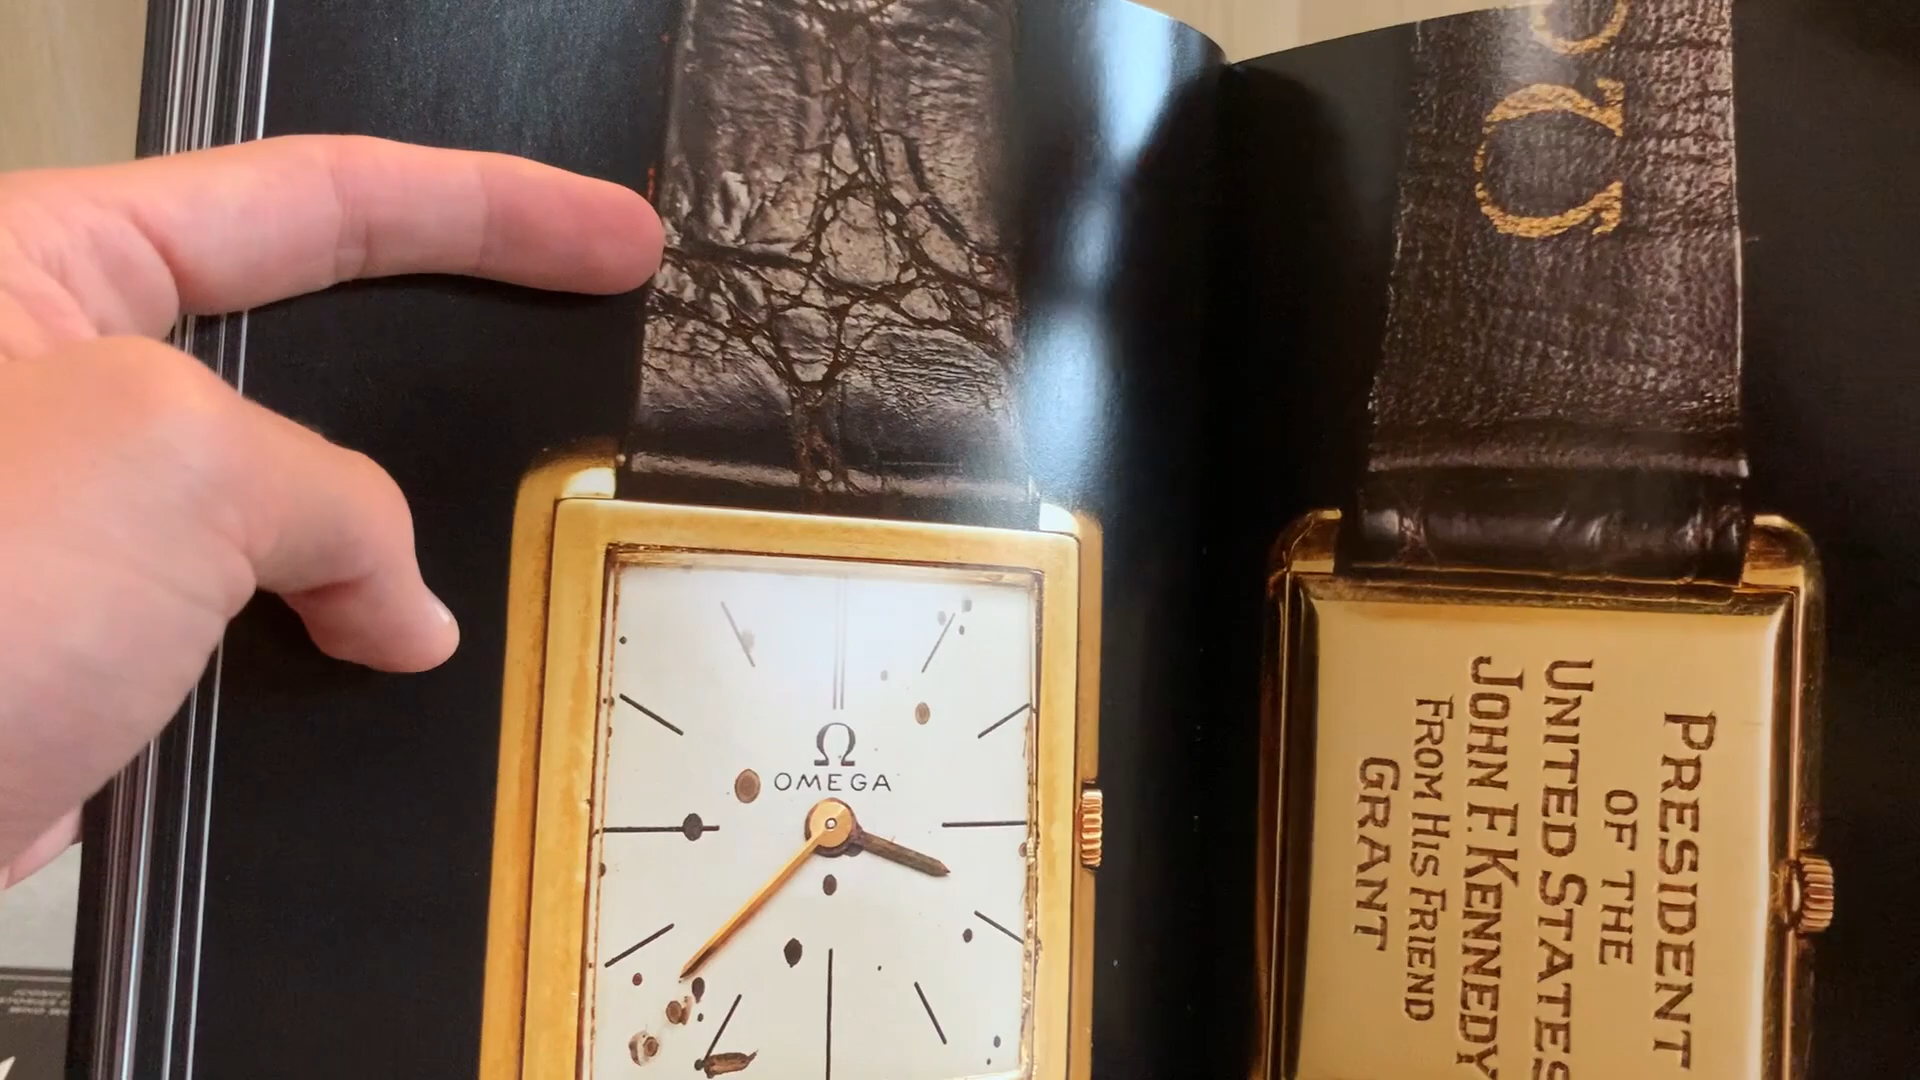 Ω
OMEGA
Ω
PRESIDENT
OF THE
UNITED STATES
JOHN F. KENNEDY
FROM HIS FRIEND
GRANT